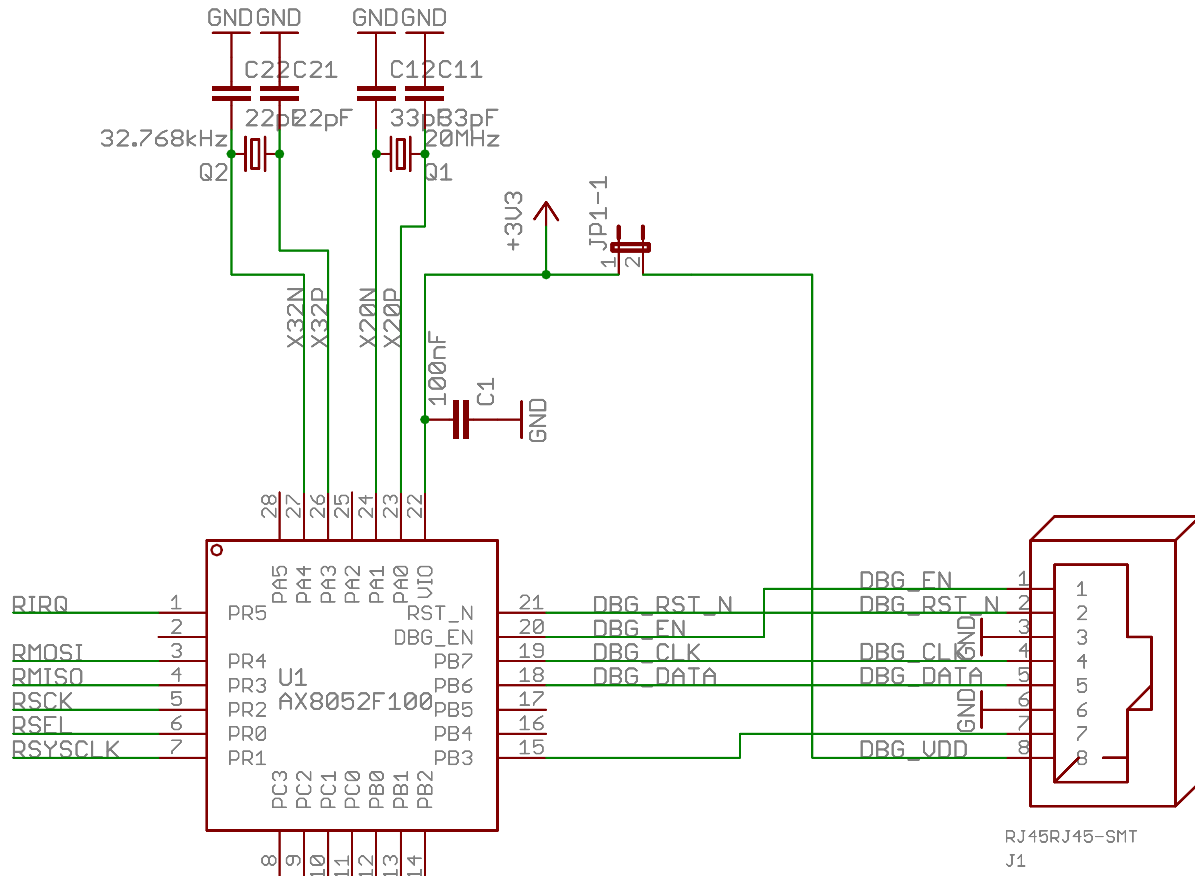 GND GND GND GND
C22 C21 C12 C11
22pF 22pF 33pF 33pF
32.768kHz 20MHz
Q2 Q1
+3V3
JP1-1
1 2
X32N X32P X20N X20P
100nF
C1
GND
28 27 26 25 24 23 22
PA5 PA4 PA3 PA2 PA1 PA0 VIO
RIRQ 1 PR5
2
RMOSI 3 PR4
RMISO 4 PR3
RSCK 5 PR2
RSEL 6 PR0
RSYSCLK 7 PR1
U1
AX8052F100
RST_N 21 DBG_RST_N
DBG_EN 20 DBG_EN
PB7 19 DBG_CLK
PB6 18 DBG_DATA
PB5 17
PB4 16
PB3 15
PC3 PC2 PC1 PC0 PB0 PB1 PB2
8 9 10 11 12 13 14
DBG_EN 1 1
DBG_RST_N 2 2
GND 3 3
DBG_CLK 4 4
DBG_DATA 5 5
GND 6 6
7 7
DBG_VDD 8 8
RJ45RJ45-SMT
J1